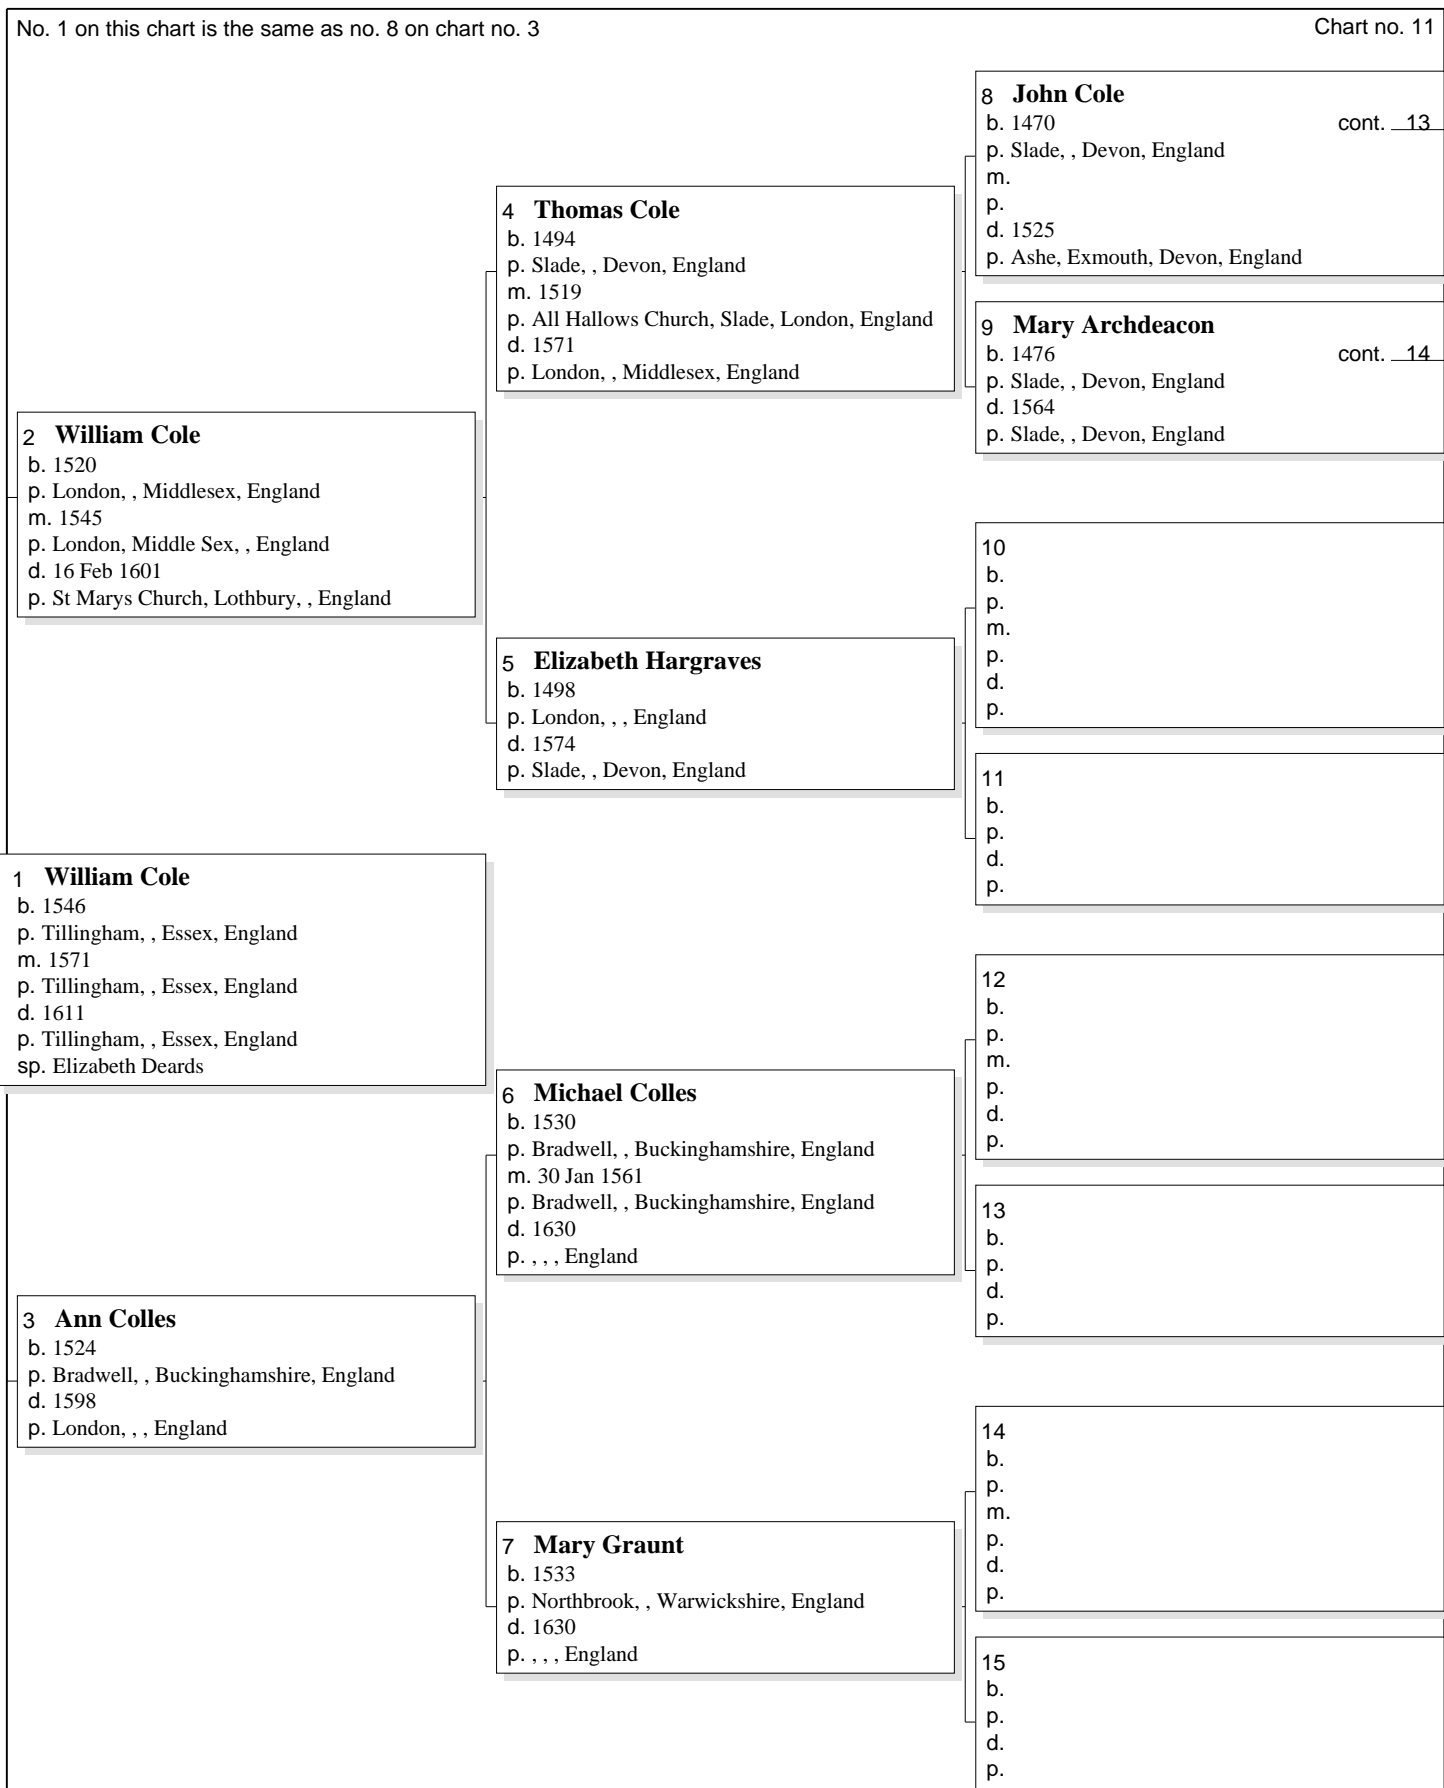 No. 1 on this chart is the same as no. 8 on chart no. 3
Chart no. 11
8 John Cole
b. 1470 cont. 13
p. Slade, , Devon, England
m.
p.
d. 1525
p. Ashe, Exmouth, Devon, England
4 Thomas Cole
b. 1494
p. Slade, , Devon, England
m. 1519
p. All Hallows Church, Slade, London, England
d. 1571
p. London, , Middlesex, England
9 Mary Archdeacon
b. 1476 cont. 14
p. Slade, , Devon, England
d. 1564
p. Slade, , Devon, England
2 William Cole
b. 1520
p. London, , Middlesex, England
m. 1545
p. London, Middle Sex, , England
d. 16 Feb 1601
p. St Marys Church, Lothbury, , England
10
b.
p.
m.
p.
d.
p.
5 Elizabeth Hargraves
b. 1498
p. London, , , England
d. 1574
p. Slade, , Devon, England
11
b.
p.
d.
p.
1 William Cole
b. 1546
p. Tillingham, , Essex, England
m. 1571
p. Tillingham, , Essex, England
d. 1611
p. Tillingham, , Essex, England
sp. Elizabeth Deards
12
b.
p.
m.
p.
d.
p.
6 Michael Colles
b. 1530
p. Bradwell, , Buckinghamshire, England
m. 30 Jan 1561
p. Bradwell, , Buckinghamshire, England
d. 1630
p. , , , England
13
b.
p.
d.
p.
3 Ann Colles
b. 1524
p. Bradwell, , Buckinghamshire, England
d. 1598
p. London, , , England
14
b.
p.
m.
p.
d.
p.
7 Mary Graunt
b. 1533
p. Northbrook, , Warwickshire, England
d. 1630
p. , , , England
15
b.
p.
d.
p.